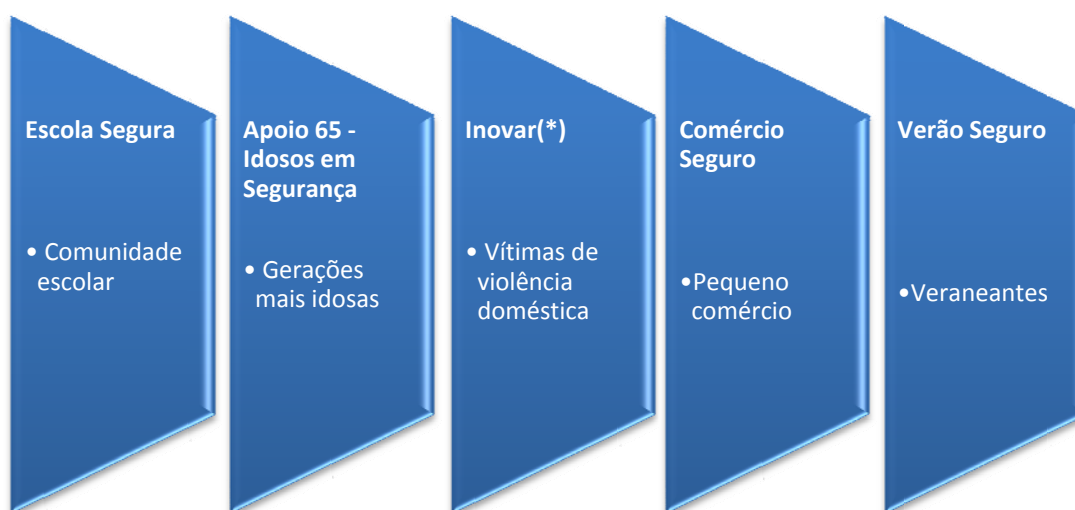 Escola Segura
• Comunidade
escolar
Apoio 65 -
Idosos em
Segurança
• Gerações
mais idosas
Inovar(*)
• Vítimas de
violência
doméstica
Comércio
Seguro
•Pequeno
comércio
Verão Seguro
•Veraneantes